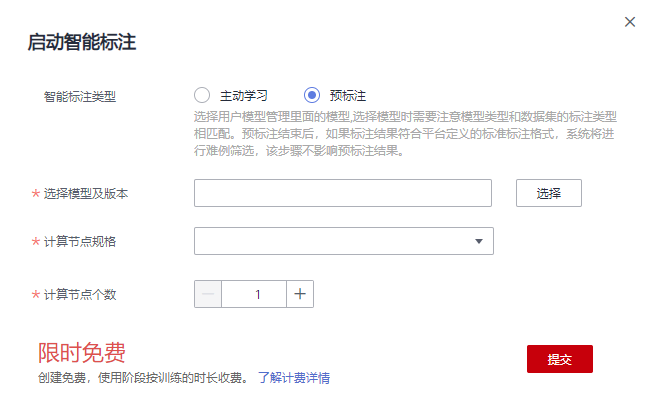 启动智能标注
智能标注类型
主动学习 预标注
选择用户模型管理里面的模型,选择模型时需要注意模型类型和数据集的标注类型
相匹配。预标注结束后，如果标注结果符合平台定义的标准标注格式，系统将进
行难例筛选，该步骤不影响预标注结果。
* 选择模型及版本 选择
* 计算节点规格
* 计算节点个数 1
限时免费
创建免费，使用阶段按训练的时长收费。 了解计费详情
提交